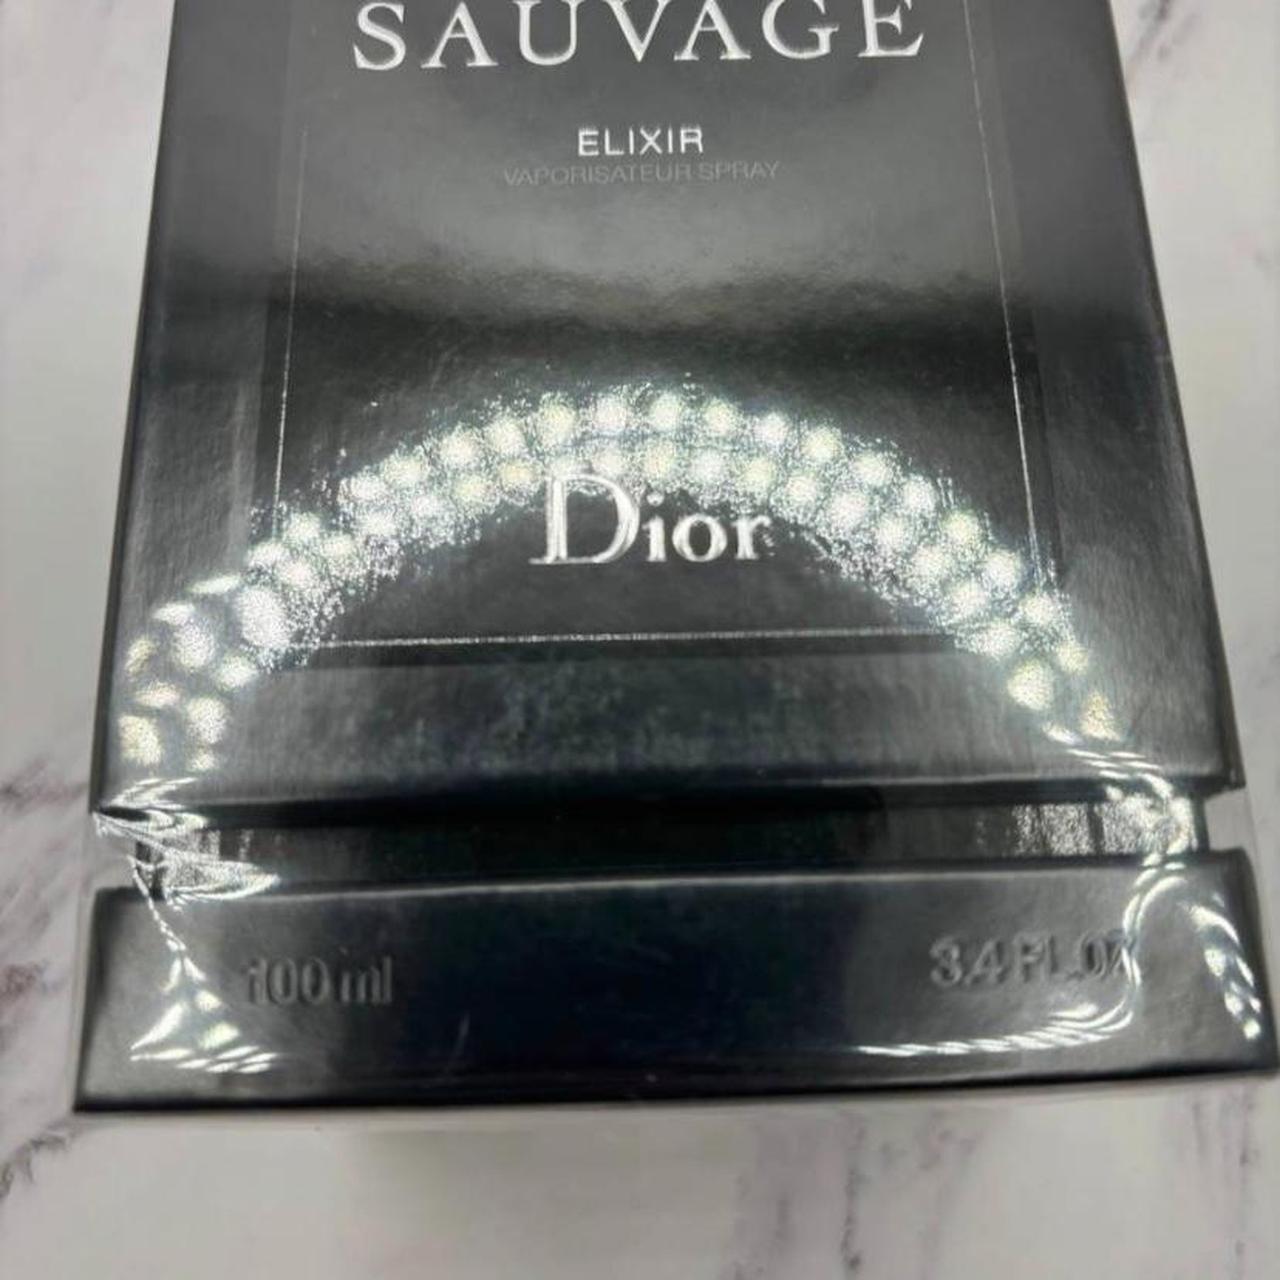 SAUVAGE
ELIXIR
VAPORISATEUR SPRAY
Dior
100 ml 3.4 FL.OZ